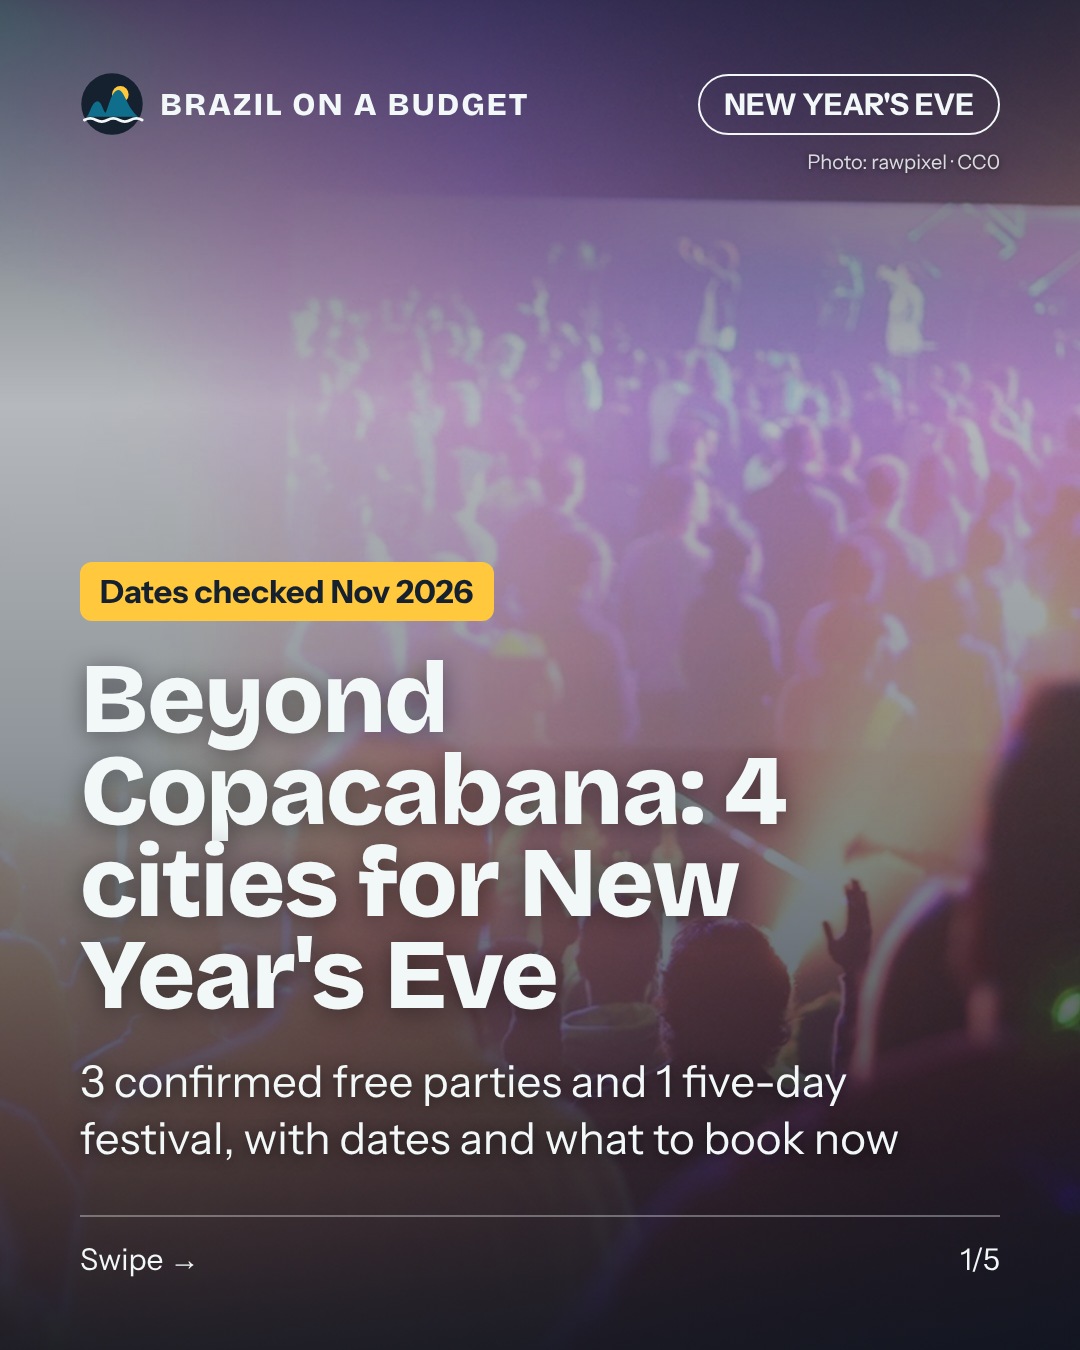 BRAZIL ON A BUDGET
NEW YEAR'S EVE
Photo: rawpixel · CC0
Dates checked Nov 2026
Beyond
Copacabana: 4
cities for New
Year's Eve
3 confirmed free parties and 1 five-day
festival, with dates and what to book now
Swipe →
1/5